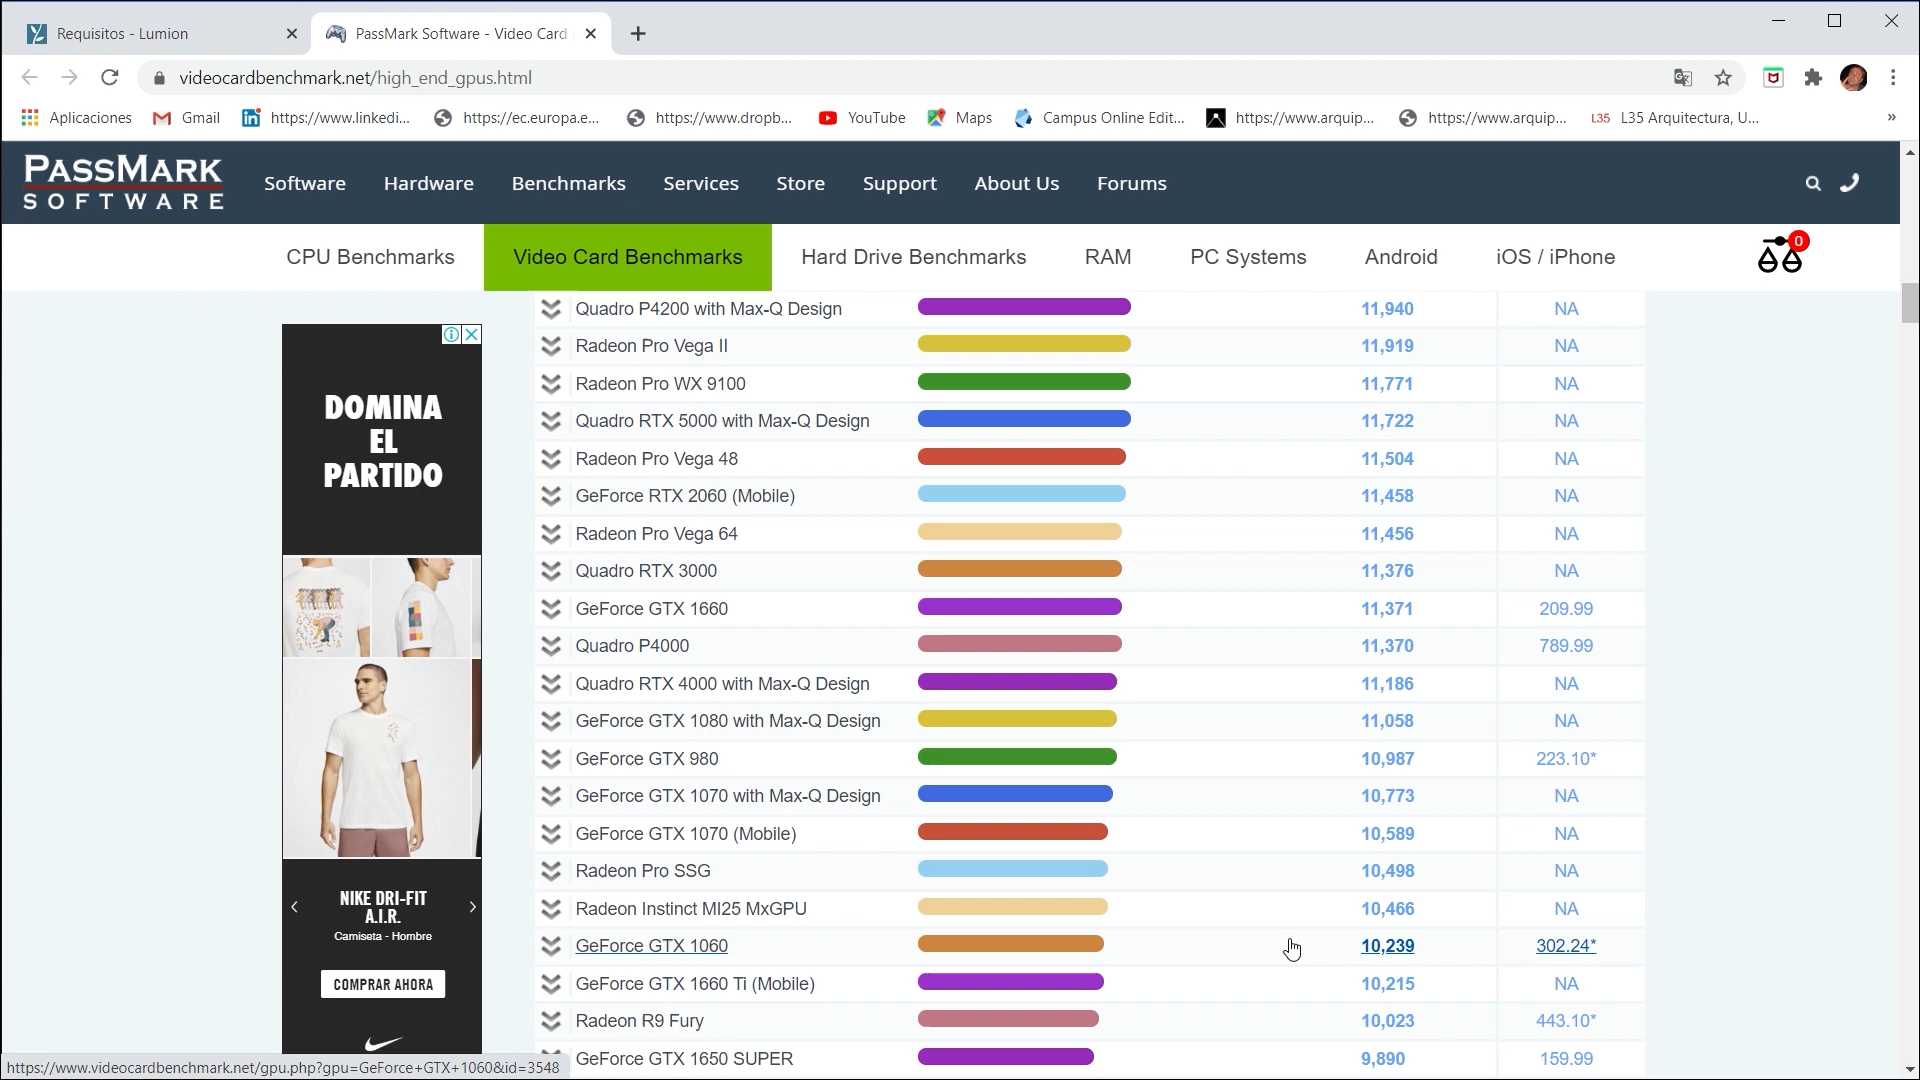 Requisitos - Lumion
PassMark Software - Video Card
videocardbenchmark.net/high_end_gpus.html
Aplicaciones
Gmail
https://www.linkedi...
https://ec.europa.e...
https://www.dropb...
YouTube
Maps
Campus Online Edit...
https://www.arquip...
https://www.arquip...
L35 L35 Arquitectura, U...
»
PASSMARK
SOFTWARE
Software
Hardware
Benchmarks
Services
Store
Support
About Us
Forums
CPU Benchmarks
Video Card Benchmarks
Hard Drive Benchmarks
RAM
PC Systems
Android
iOS / iPhone
0
Quadro P4200 with Max-Q Design 11,940 NA
Radeon Pro Vega II 11,919 NA
Radeon Pro WX 9100 11,771 NA
Quadro RTX 5000 with Max-Q Design 11,722 NA
Radeon Pro Vega 48 11,504 NA
GeForce RTX 2060 (Mobile) 11,458 NA
Radeon Pro Vega 64 11,456 NA
Quadro RTX 3000 11,376 NA
GeForce GTX 1660 11,371 209.99
Quadro P4000 11,370 789.99
Quadro RTX 4000 with Max-Q Design 11,186 NA
GeForce GTX 1080 with Max-Q Design 11,058 NA
GeForce GTX 980 10,987 223.10*
GeForce GTX 1070 with Max-Q Design 10,773 NA
GeForce GTX 1070 (Mobile) 10,589 NA
Radeon Pro SSG 10,498 NA
Radeon Instinct MI25 MxGPU 10,466 NA
GeForce GTX 1060 10,239 302.24*
GeForce GTX 1660 Ti (Mobile) 10,215 NA
Radeon R9 Fury 10,023 443.10*
GeForce GTX 1650 SUPER 9,890 159.99
DOMINA
EL
PARTIDO
NIKE DRI-FIT
A.I.R.
Camiseta - Hombre
COMPRAR AHORA
https://www.videocardbenchmark.net/gpu.php?gpu=GeForce+GTX+1060&id=3548